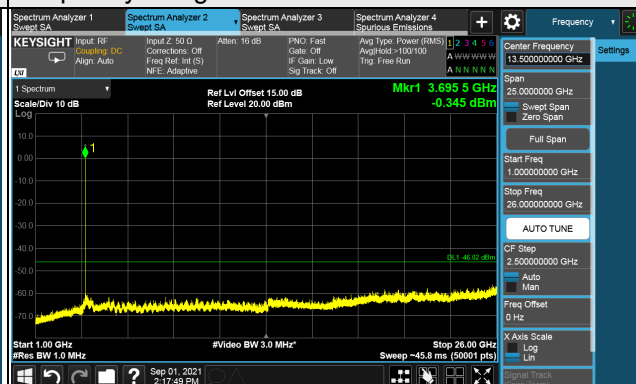 Spectrum Analyzer 1
Swept SA
Spectrum Analyzer 2
Swept SA
Spectrum Analyzer 3
Swept SA
Spectrum Analyzer 4
Spurious Emissions
Frequency
KEYSIGHT
Input: RF
Coupling: DC
Align: Auto
Input Z: 50 Ω
Corrections: Off
Freq Ref: Int (S)
NFE: Adaptive
Atten: 16 dB
PNO: Fast
Gate: Off
IF Gain: Low
Sig Track: Off
Avg Type: Power (RMS)
Avg|Hold:>100/100
Trig: Free Run
1 2 3 4 5 6
A W W W W W
A N N N N N
LXI
1 Spectrum
Scale/Div 10 dB
Log
Ref Lvl Offset 15.00 dB
Ref Level 20.00 dBm
Mkr1 3.695 5 GHz
-0.345 dBm
10.0
0.00
-10.0
-20.0
-30.0
-40.0
-50.0
-60.0
-70.0
1
DL1 -46.02 dBm
Start 1.00 GHz
#Res BW 1.0 MHz
#Video BW 3.0 MHz*
Stop 26.00 GHz
Sweep ~45.8 ms (50001 pts)
Center Frequency
13.500000000 GHz
Settings
Span
25.0000000 GHz
Swept Span
Zero Span
Full Span
Start Freq
1.000000000 GHz
Stop Freq
26.000000000 GHz
AUTO TUNE
CF Step
2.500000000 GHz
Auto
Man
Freq Offset
0 Hz
X Axis Scale
Log
Lin
Signal Track
Sep 01, 2021
2:17:49 PM